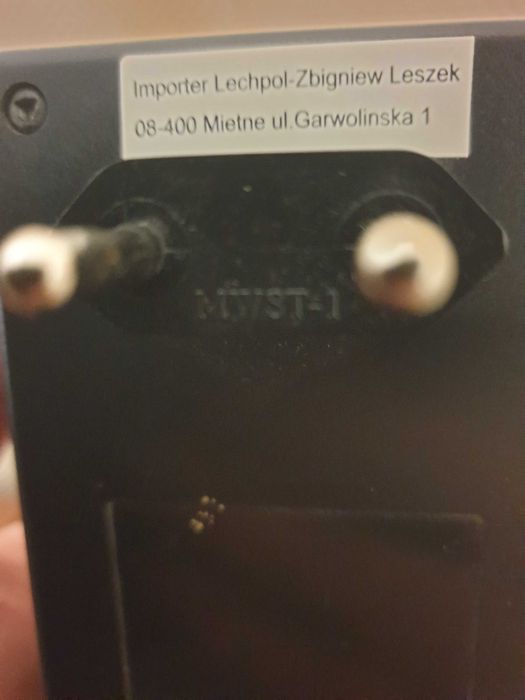 Importer Lechpol-Zbigniew Leszek
08-400 Mietne ul.Garwolinska 1